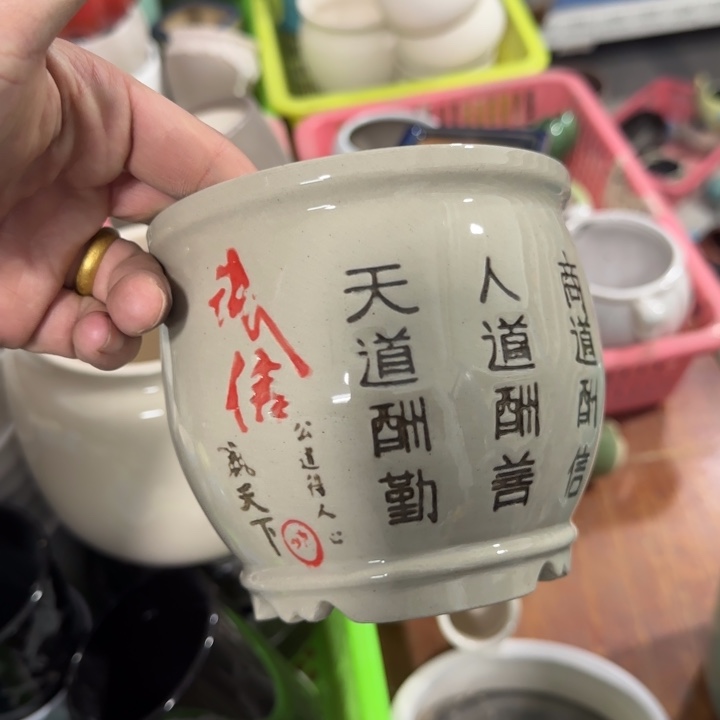 诚信
赢天下
公道得人心
天道酬勤
人道酬善
商道酬信